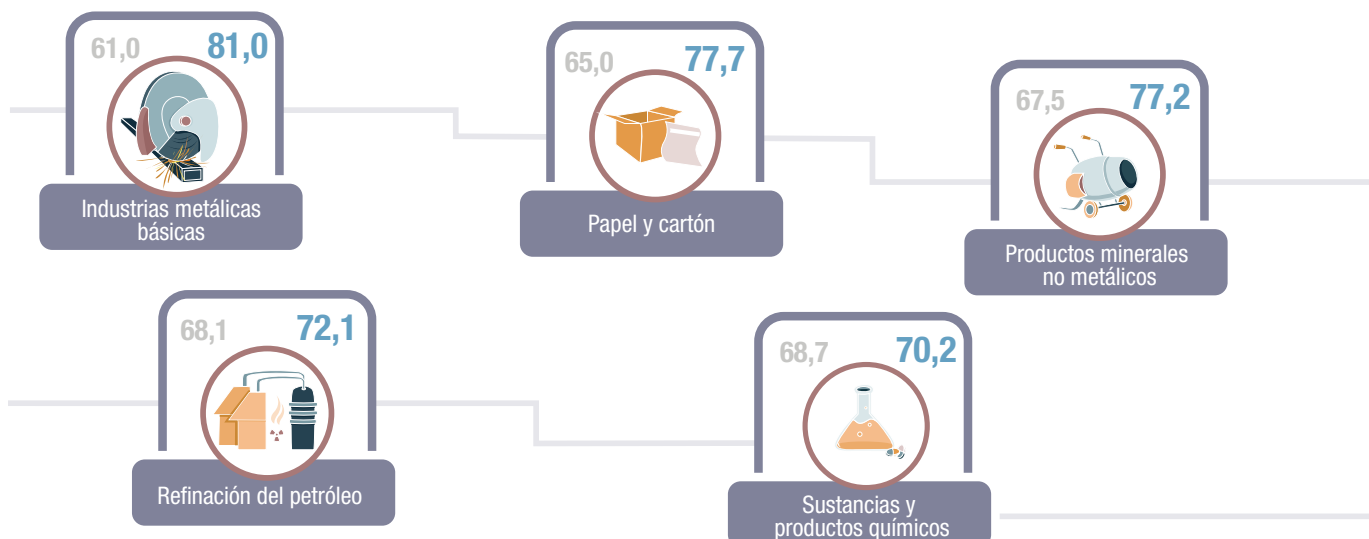 61,0 81,0
Industrias metálicas
básicas
65,0 77,7
Papel y cartón
67,5 77,2
Productos minerales
no metálicos
68,1 72,1
Refinación del petróleo
68,7 70,2
Sustancias y
productos químicos